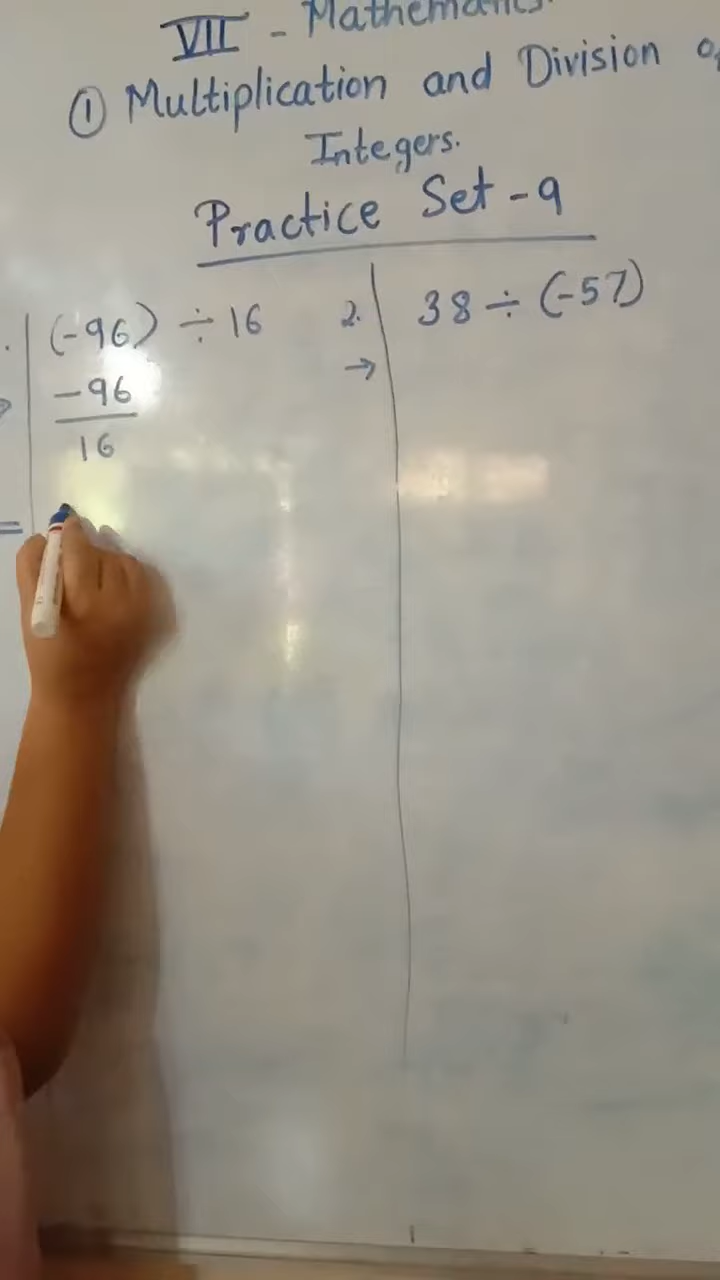 VII - Mathematics.
① Multiplication and Division of
Integers.
Practice Set - 9
. (-96) ÷ 16
-96
16
=
2. 38 ÷ (-57)
→